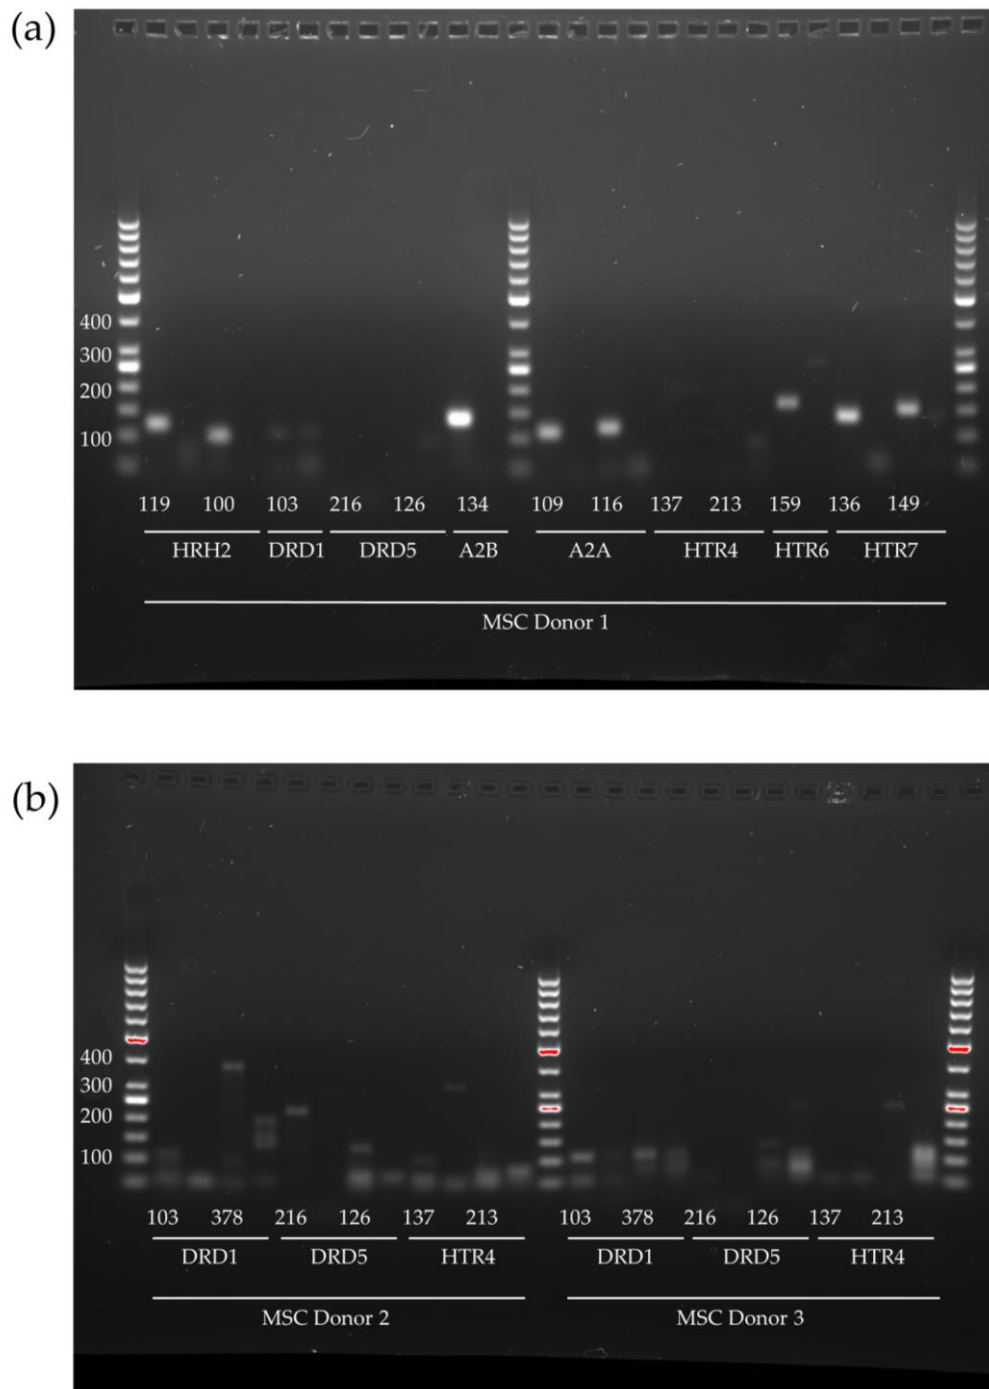 (a)
400
300
200
100
119 100 103 216 126 134 109 116 137 213 159 136 149
HRH2 DRD1 DRD5 A2B A2A HTR4 HTR6 HTR7
MSC Donor 1
(b)
400
300
200
100
103 378 216 126 137 213 103 378 216 126 137 213
DRD1 DRD5 HTR4 DRD1 DRD5 HTR4
MSC Donor 2 MSC Donor 3